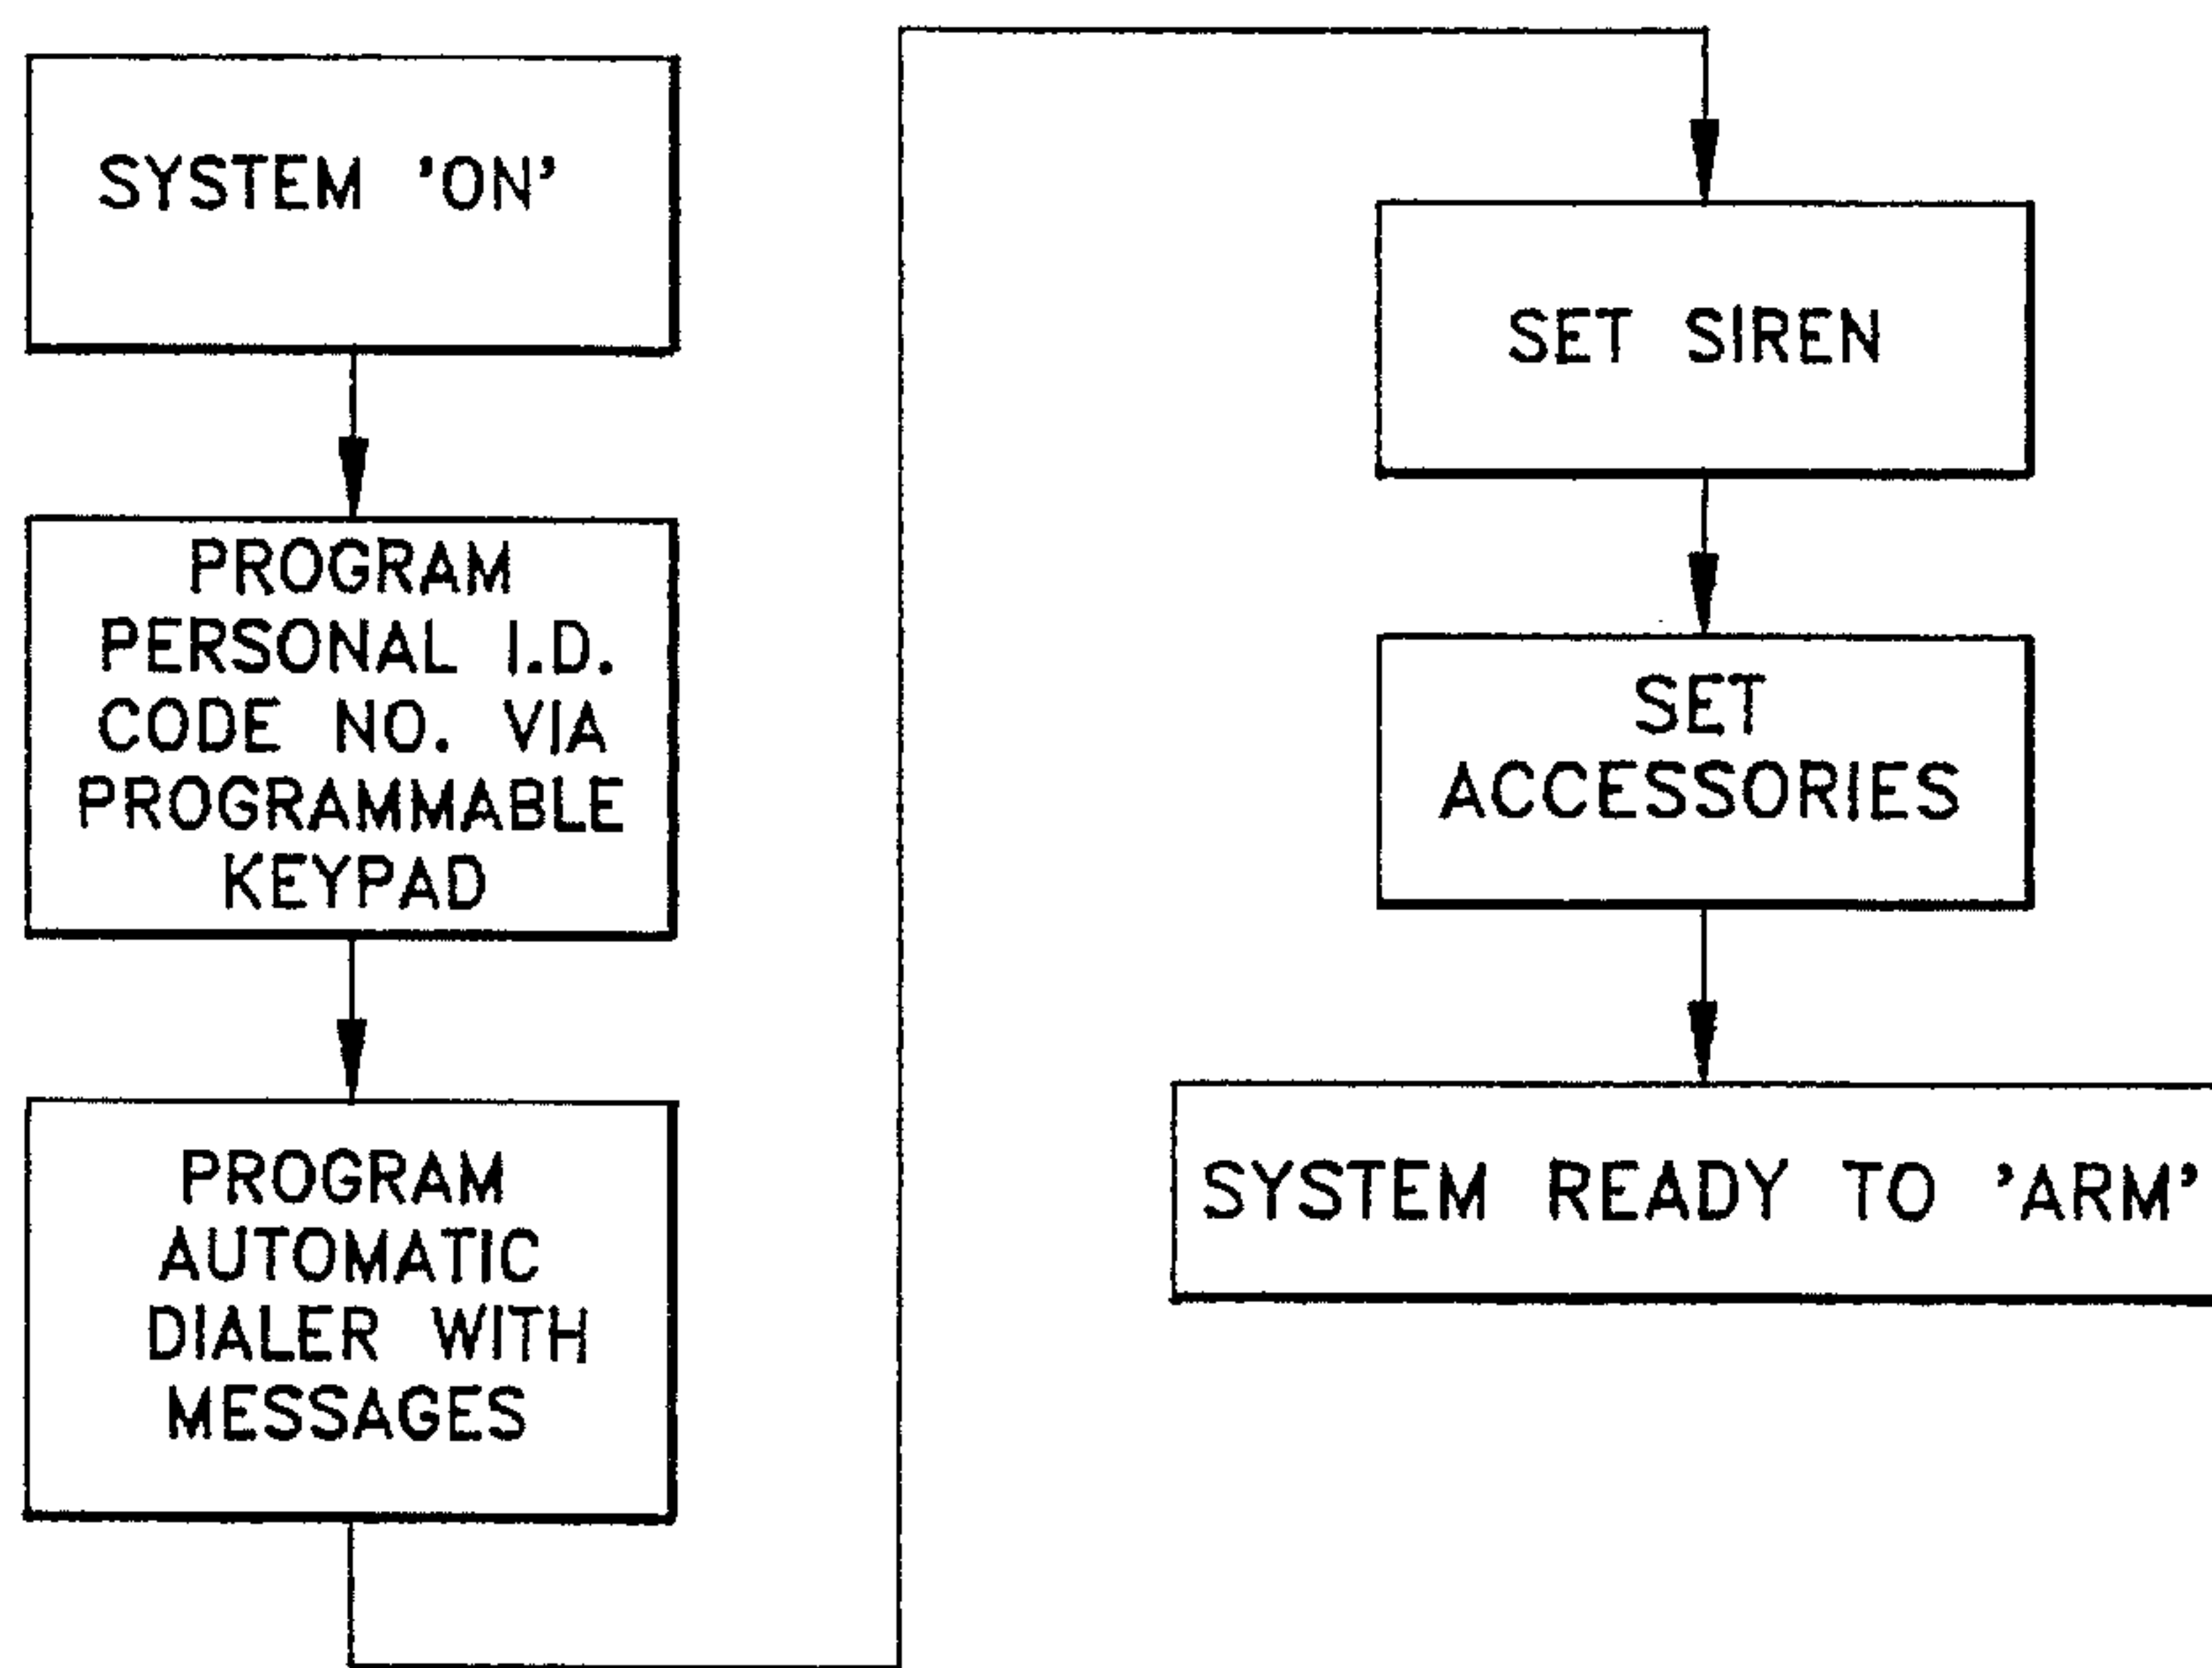 SYSTEM 'ON'
PROGRAM
PERSONAL I.D.
CODE NO. VIA
PROGRAMMABLE
KEYPAD
PROGRAM
AUTOMATIC
DIALER WITH
MESSAGES
SET SIREN
SET
ACCESSORIES
SYSTEM READY TO 'ARM'